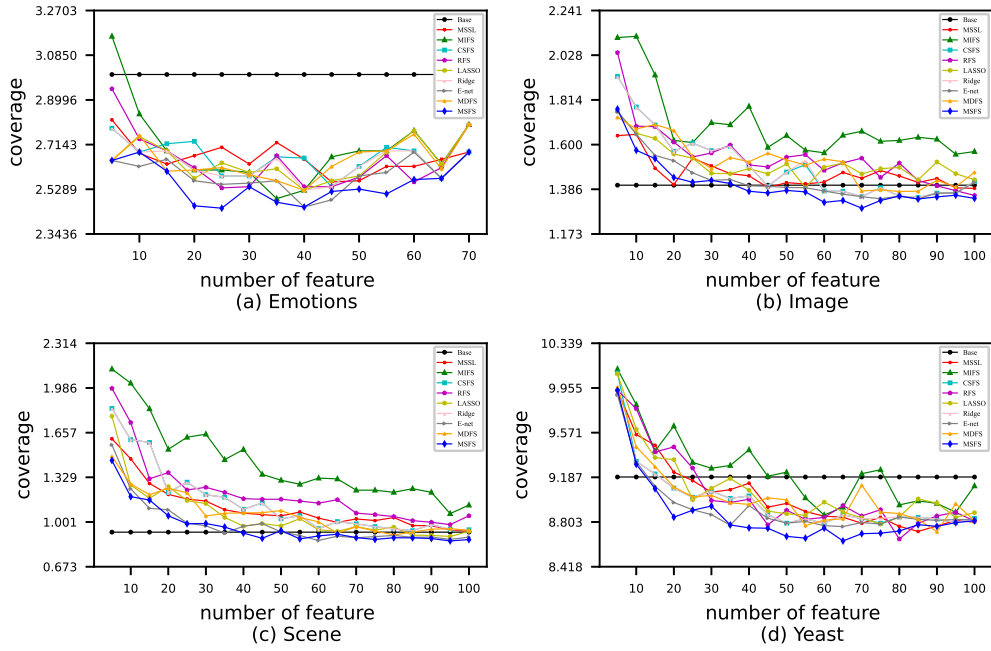 3.2703
3.0850
2.8996
2.7143
2.5289
2.3436
coverage
10 20 30 40 50 60 70
number of feature
(a) Emotions
Base
MSSL
MIFS
CSFS
RFS
LASSO
Ridge
E-net
MDFS
MSFS
2.241
2.028
1.814
1.600
1.386
1.173
coverage
10 20 30 40 50 60 70 80 90 100
number of feature
(b) Image
Base
MSSL
MIFS
CSFS
RFS
LASSO
Ridge
E-net
MDFS
MSFS
2.314
1.986
1.657
1.329
1.001
0.673
coverage
10 20 30 40 50 60 70 80 90 100
number of feature
(c) Scene
Base
MSSL
MIFS
CSFS
RFS
LASSO
Ridge
E-net
MDFS
MSFS
10.339
9.955
9.571
9.187
8.803
8.418
coverage
10 20 30 40 50 60 70 80 90 100
number of feature
(d) Yeast
Base
MSSL
MIFS
CSFS
RFS
LASSO
Ridge
E-net
MDFS
MSFS